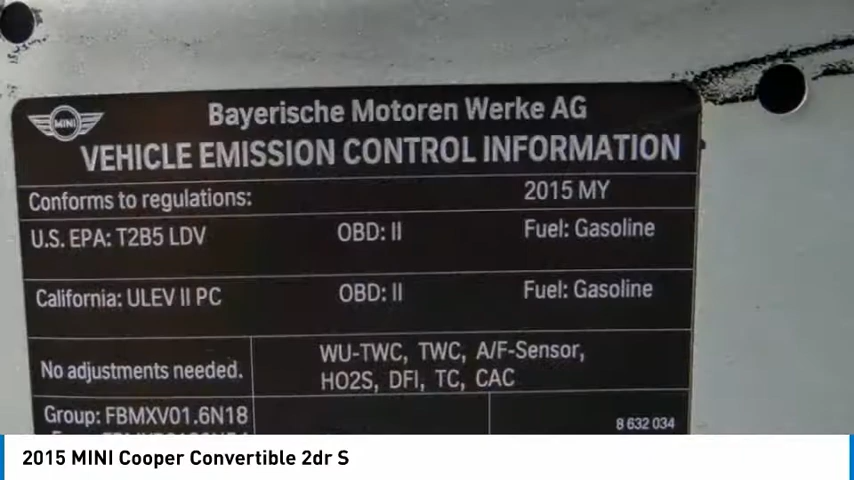 MINI
Bayerische Motoren Werke AG
VEHICLE EMISSION CONTROL INFORMATION
Conforms to regulations: 2015 MY
U.S. EPA: T2B5 LDV OBD: II Fuel: Gasoline
California: ULEV II PC OBD: II Fuel: Gasoline
No adjustments needed.
WU-TWC, TWC, A/F-Sensor,
HO2S, DFI, TC, CAC
Group: FBMXV01.6N18
8 632 034
2015 MINI Cooper Convertible 2dr S